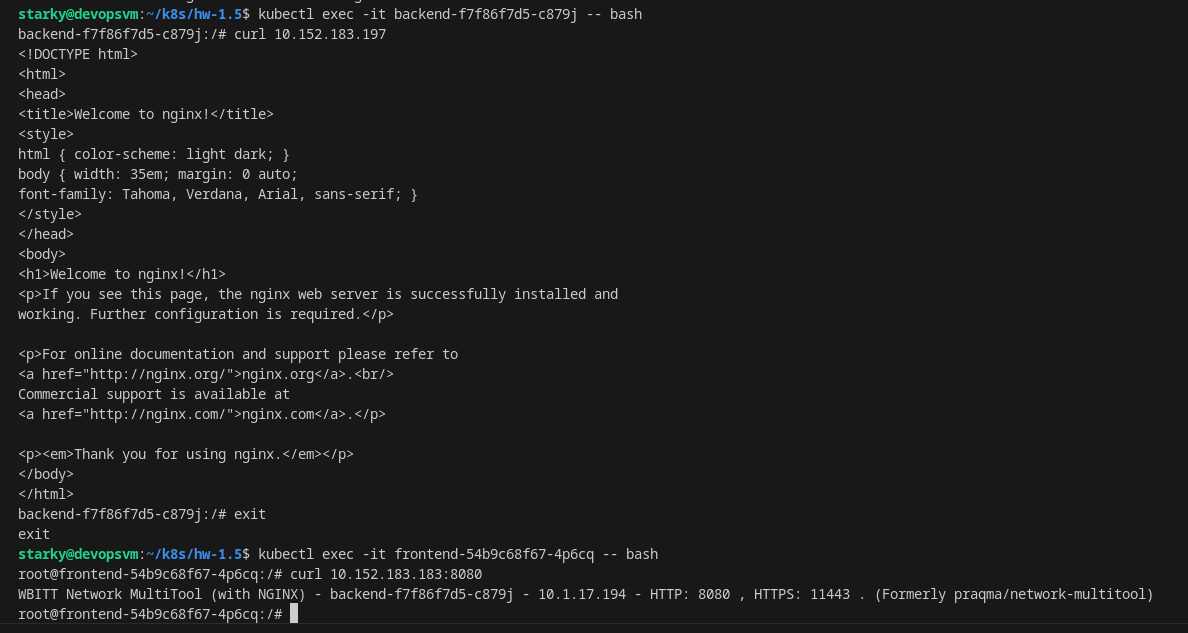 starky@devopsvm:~/k8s/hw-1.5$ kubectl exec -it backend-f7f86f7d5-c879j -- bash
backend-f7f86f7d5-c879j:/# curl 10.152.183.197
<!DOCTYPE html>
<html>
<head>
<title>Welcome to nginx!</title>
<style>
html { color-scheme: light dark; }
body { width: 35em; margin: 0 auto;
font-family: Tahoma, Verdana, Arial, sans-serif; }
</style>
</head>
<body>
<h1>Welcome to nginx!</h1>
<p>If you see this page, the nginx web server is successfully installed and
working. Further configuration is required.</p>

<p>For online documentation and support please refer to
<a href="http://nginx.org/">nginx.org</a>.<br/>
Commercial support is available at
<a href="http://nginx.com/">nginx.com</a>.</p>

<p><em>Thank you for using nginx.</em></p>
</body>
</html>
backend-f7f86f7d5-c879j:/# exit
exit
starky@devopsvm:~/k8s/hw-1.5$ kubectl exec -it frontend-54b9c68f67-4p6cq -- bash
root@frontend-54b9c68f67-4p6cq:/# curl 10.152.183.183:8080
WBITT Network MultiTool (with NGINX) - backend-f7f86f7d5-c879j - 10.1.17.194 - HTTP: 8080 , HTTPS: 11443 . (Formerly praqma/network-multitool)
root@frontend-54b9c68f67-4p6cq:/#